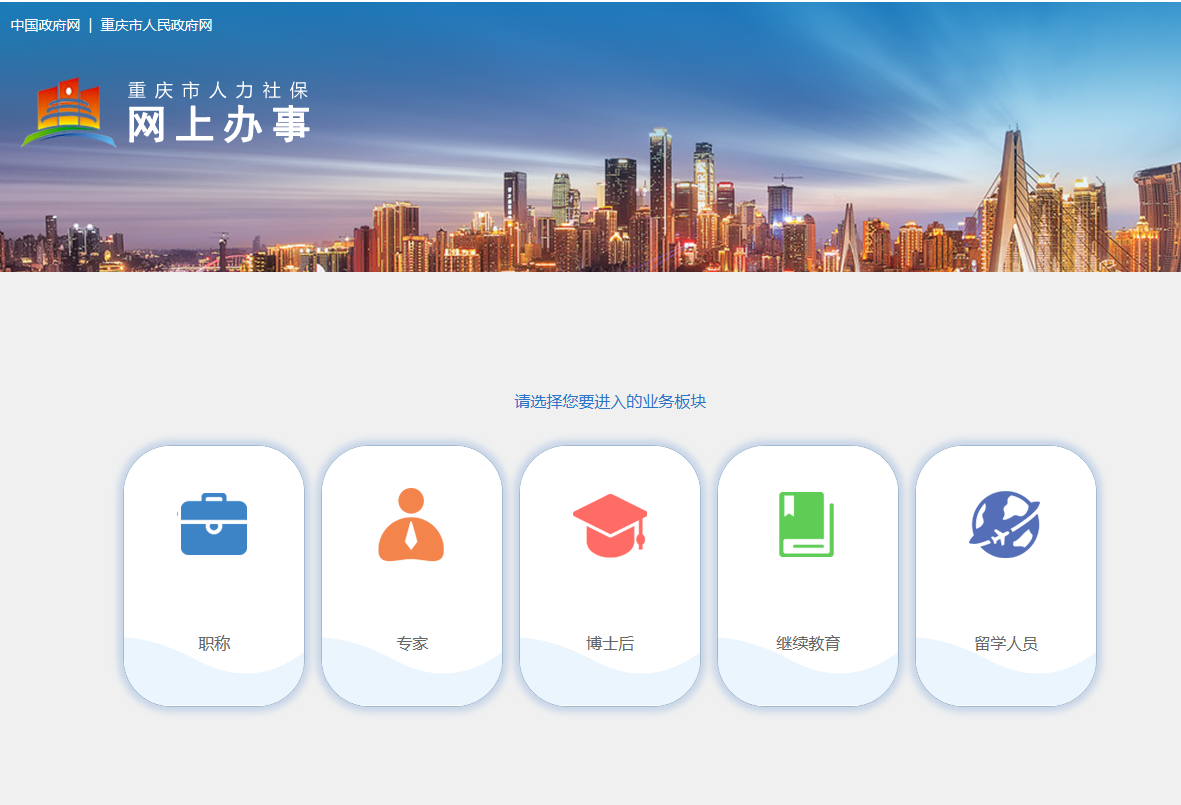 中国政府网 | 重庆市人民政府网
重庆市人力社保
网上办事
请选择您要进入的业务板块
职称
专家
博士后
继续教育
留学人员